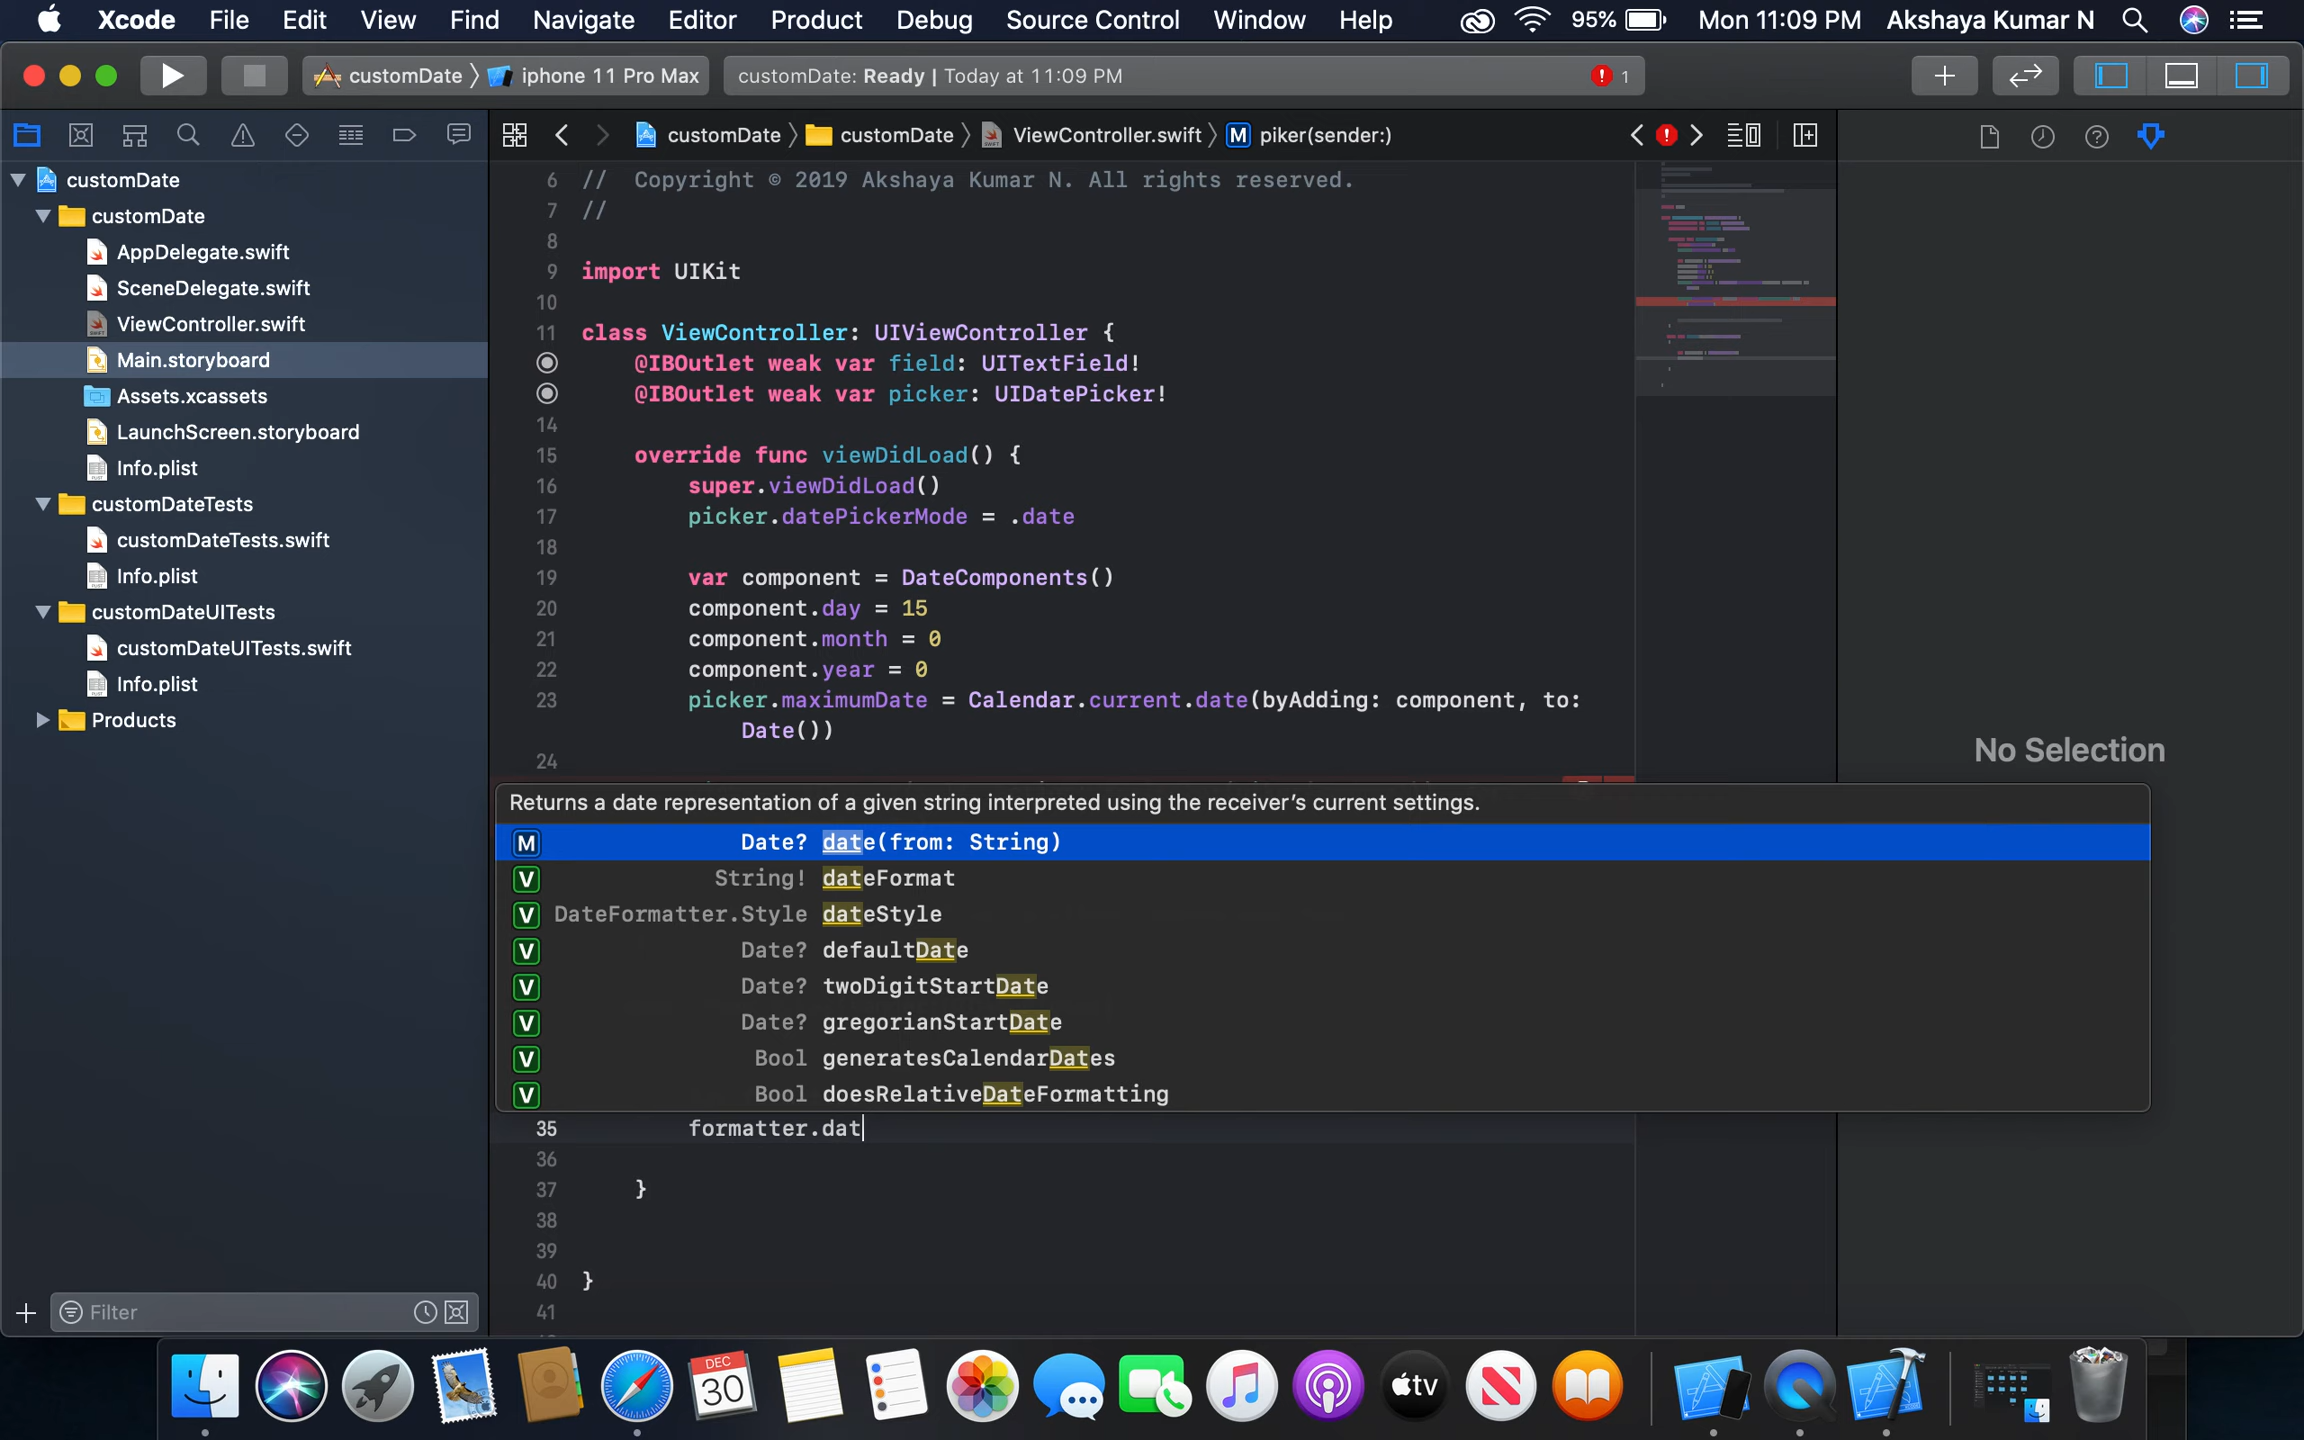 Xcode File Edit View Find Navigate Editor Product Debug Source Control Window Help 95% Mon 11:09 PM Akshaya Kumar N
customDate iphone 11 Pro Max customDate: Ready | Today at 11:09 PM 1
customDate customDate ViewController.swift M piker(sender:)
customDate
customDate
AppDelegate.swift
SceneDelegate.swift
ViewController.swift
Main.storyboard
Assets.xcassets
LaunchScreen.storyboard
Info.plist
customDateTests
customDateTests.swift
Info.plist
customDateUITests
customDateUITests.swift
Info.plist
Products
Filter
6 // Copyright © 2019 Akshaya Kumar N. All rights reserved.
7 //
8
9 import UIKit
10
11 class ViewController: UIViewController {
@IBOutlet weak var field: UITextField!
@IBOutlet weak var picker: UIDatePicker!
14
15 override func viewDidLoad() {
16 super.viewDidLoad()
17 picker.datePickerMode = .date
18
19 var component = DateComponents()
20 component.day = 15
21 component.month = 0
22 component.year = 0
23 picker.maximumDate = Calendar.current.date(byAdding: component, to:
Date())
24
Returns a date representation of a given string interpreted using the receiver's current settings.
M Date? date(from: String)
V String! dateFormat
V DateFormatter.Style dateStyle
V Date? defaultDate
V Date? twoDigitStartDate
V Date? gregorianStartDate
V Bool generatesCalendarDates
V Bool doesRelativeDateFormatting
35 formatter.dat
36
37 }
38
39
40 }
41
No Selection
DEC
30
tv